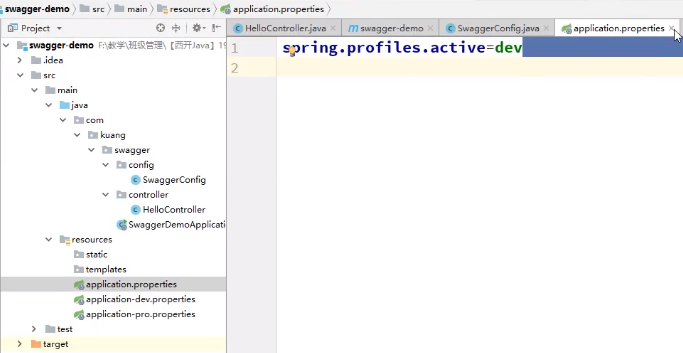 swagger-demo src main resources application.properties
Project
HelloController.java swagger-demo SwaggerConfig.java application.properties
swagger-demo F:\教学\班级管理\【西开Java】19
.idea
src
main
java
com
kuang
swagger
config
SwaggerConfig
controller
HelloController
SwaggerDemoApplicati
resources
static
templates
application.properties
application-dev.properties
application-pro.properties
test
target
1 spring.profiles.active=dev
2